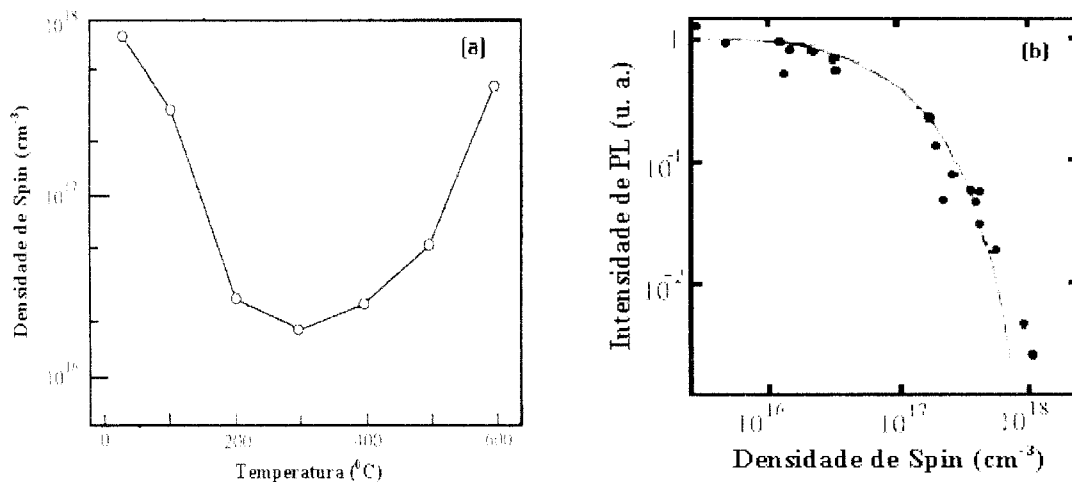 10¹⁸
(a)
10¹⁷
10¹⁶
Densidade de Spin (cm⁻³)
0
200
400
600
Temperatura (⁰C)
(b)
1
10⁻¹
10⁻²
Intensidade de PL (u. a.)
10¹⁶
10¹⁷
10¹⁸
Densidade de Spin (cm⁻³)